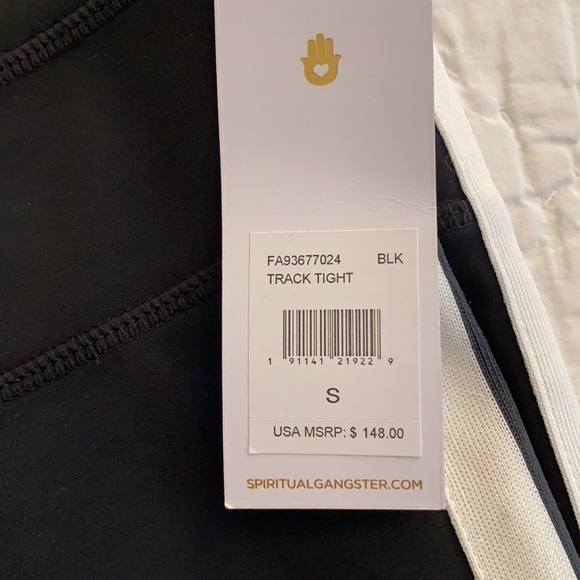 FA93677024 BLK
TRACK TIGHT
1 91141 21922 9
S
USA MSRP: $ 148.00
SPIRITUALGANGSTER.COM